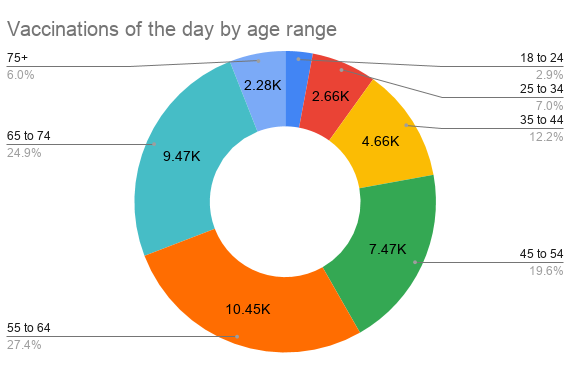 Vaccinations of the day by age range
75+
6.0%
18 to 24
2.9%
25 to 34
7.0%
35 to 44
12.2%
2.28K
2.66K
4.66K
65 to 74
24.9%
9.47K
7.47K
45 to 54
19.6%
10.45K
55 to 64
27.4%